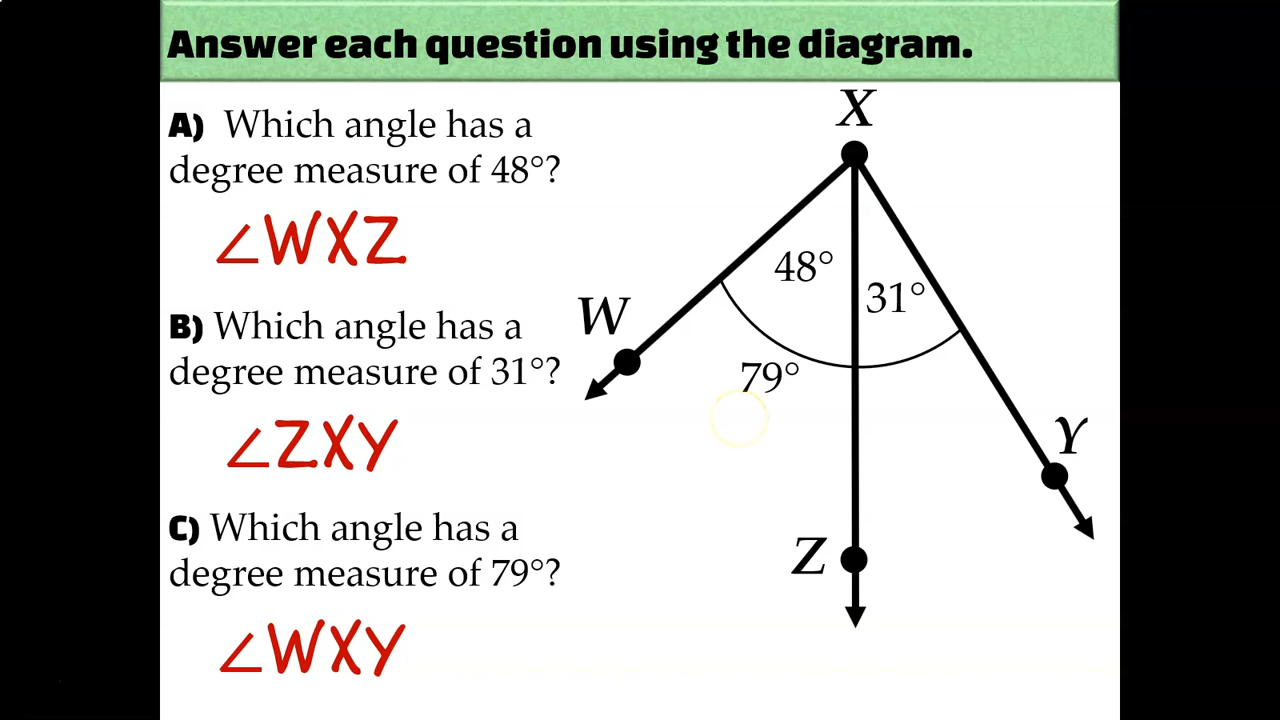 Answer each question using the diagram.
A) Which angle has a
degree measure of 48°?
∠WXZ
B) Which angle has a
degree measure of 31°?
∠ZXY
C) Which angle has a
degree measure of 79°?
∠WXY
X
48°
31°
W
79°
Y
Z